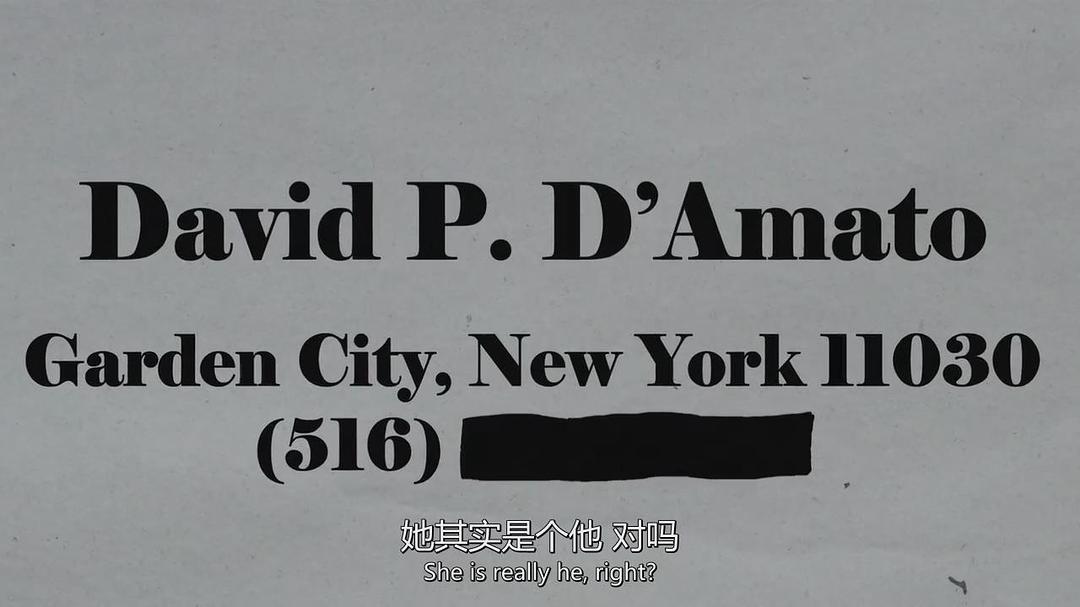 David P. D’Amato
Garden City, New York 11030
(516)
她其实是个他 对吗
She is really he, right?